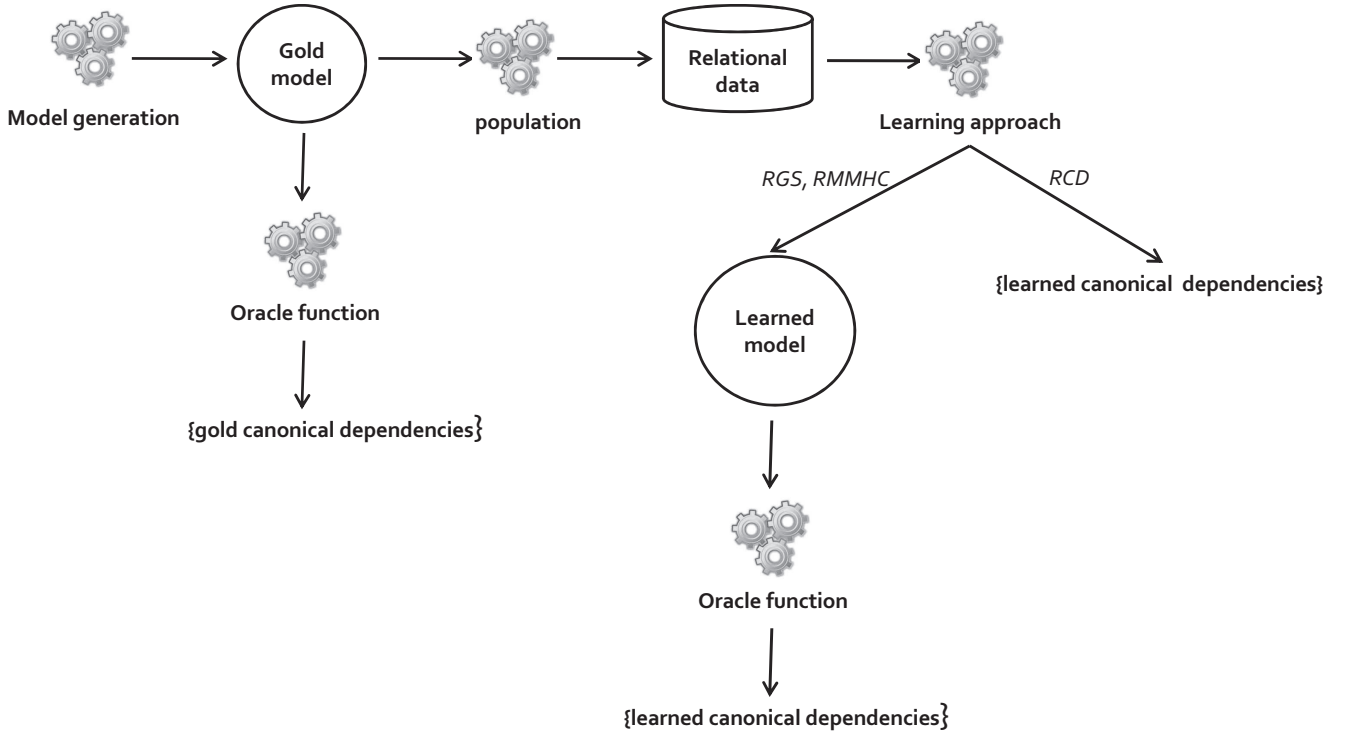 Gold
model
Relational
data
Model generation
population
Learning approach
RGS, RMMHC
RCD
{learned canonical  dependencies}
Oracle function
Learned
model
{gold canonical dependencies}
Oracle function
{learned canonical dependencies}